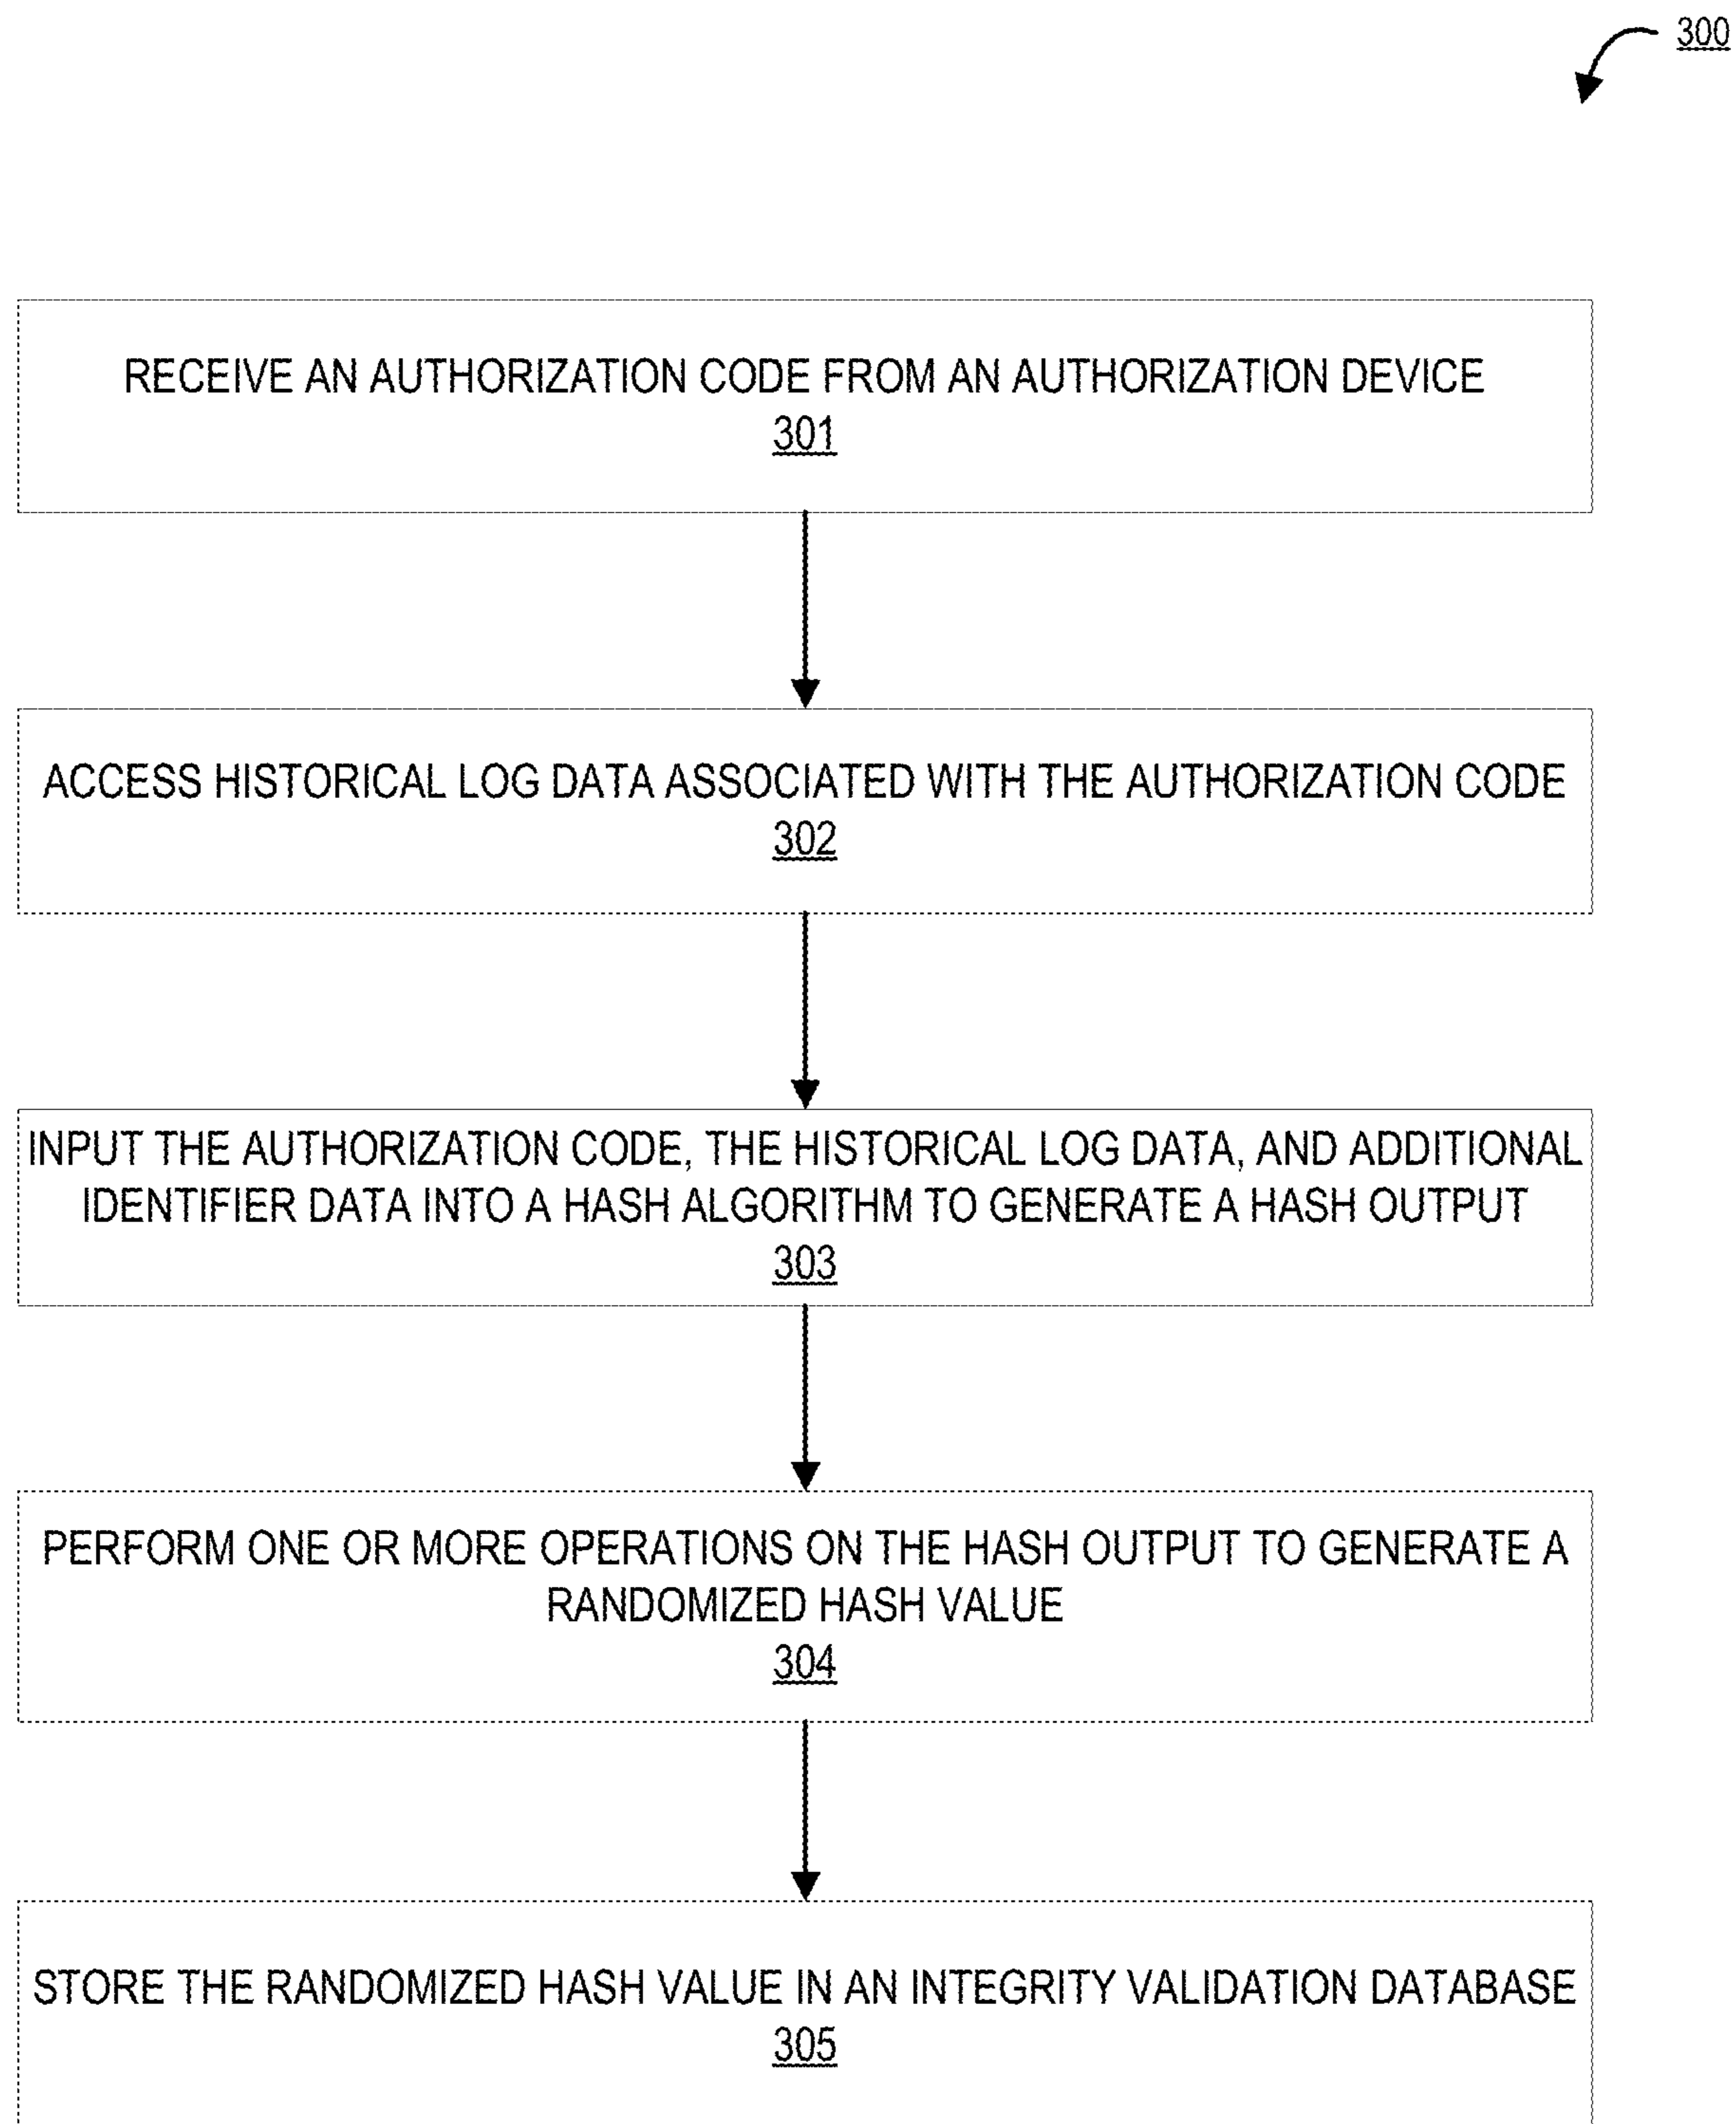 300
RECEIVE AN AUTHORIZATION CODE FROM AN AUTHORIZATION DEVICE
301
ACCESS HISTORICAL LOG DATA ASSOCIATED WITH THE AUTHORIZATION CODE
302
INPUT THE AUTHORIZATION CODE, THE HISTORICAL LOG DATA, AND ADDITIONAL
IDENTIFIER DATA INTO A HASH ALGORITHM TO GENERATE A HASH OUTPUT
303
PERFORM ONE OR MORE OPERATIONS ON THE HASH OUTPUT TO GENERATE A
RANDOMIZED HASH VALUE
304
STORE THE RANDOMIZED HASH VALUE IN AN INTEGRITY VALIDATION DATABASE
305